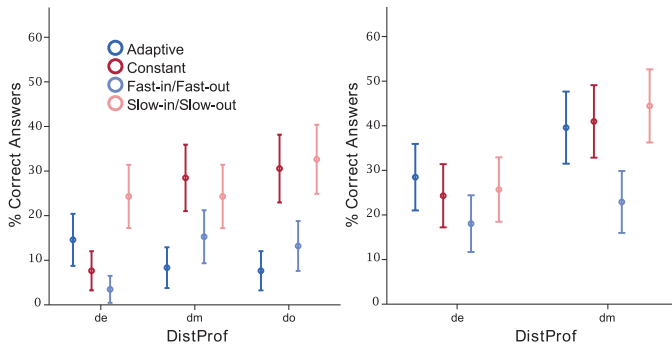 % Correct Answers
60
50
40
30
20
10
0
Adaptive
Constant
Fast-in/Fast-out
Slow-in/Slow-out
de
dm
do
DistProf
% Correct Answers
60
50
40
30
20
10
0
de
dm
DistProf